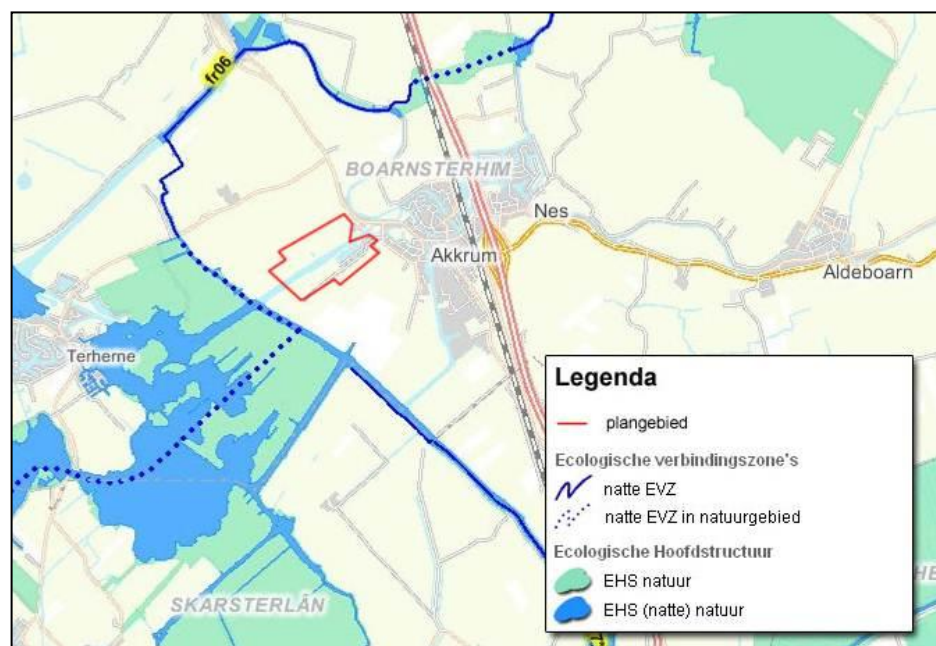 fr06
BOARNSTERHIM
Nes
Akkrum
Aldeboarn
Terherne
SKARSTERLÂN
Legenda
plangebied
Ecologische verbindingszone's
natte EVZ
natte EVZ in natuurgebied
Ecologische Hoofdstructuur
EHS natuur
EHS (natte) natuur